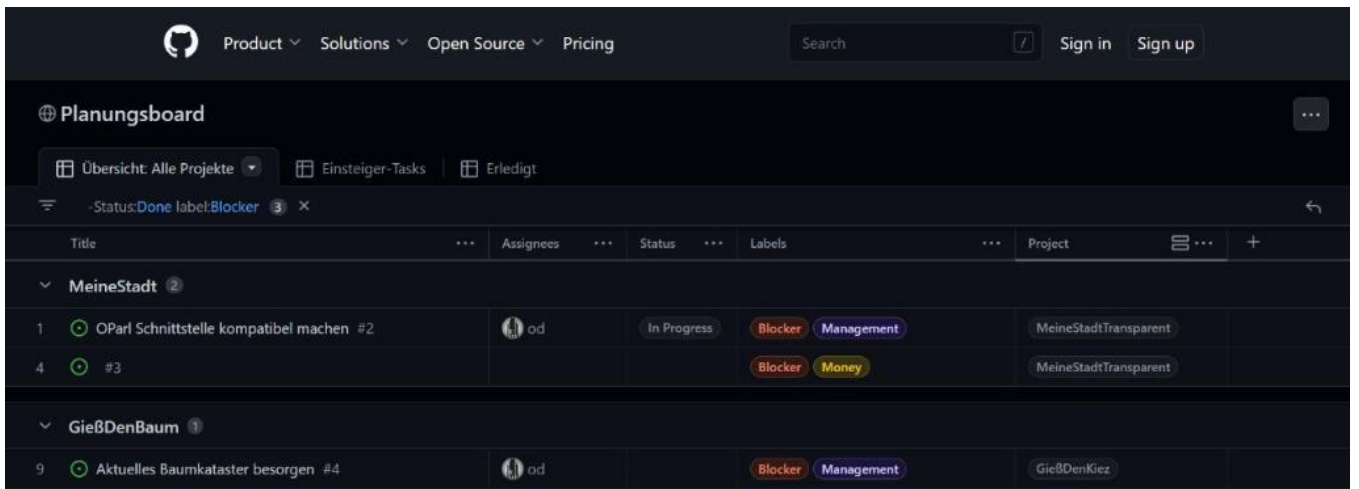 Product Solutions Open Source Pricing Search / Sign in Sign up
Planungsboard
Übersicht: Alle Projekte Einsteiger-Tasks Erledigt
-Status:Done label:Blocker 3
Title Assignees Status Labels Project
MeineStadt 2
1 OParl Schnittstelle kompatibel machen #2 od In Progress Blocker Management MeineStadtTransparent
4 #3 Blocker Money MeineStadtTransparent
GießDenBaum 1
9 Aktuelles Baumkataster besorgen #4 od Blocker Management GießDenKiez